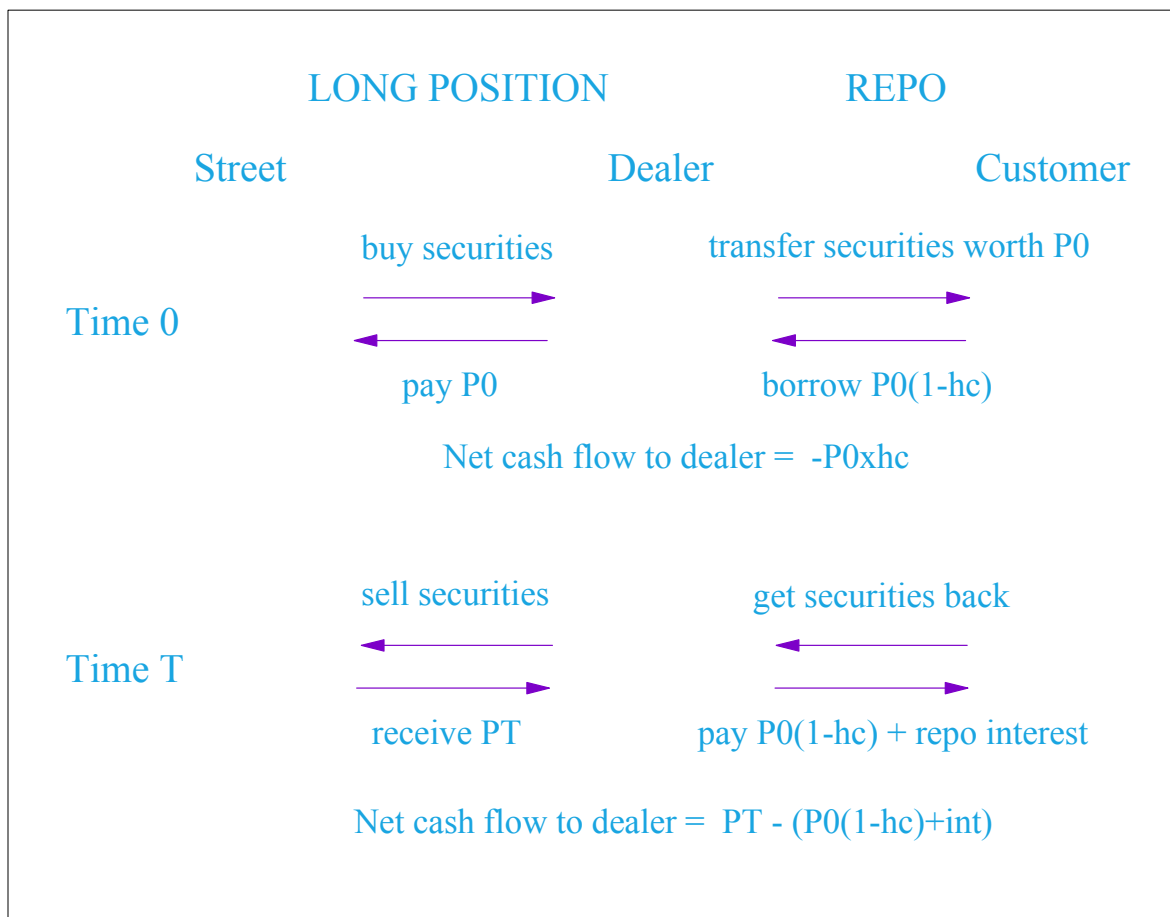 LONG POSITION REPO
Street Dealer Customer
buy securities transfer securities worth P0
Time 0
pay P0 borrow P0(1-hc)
Net cash flow to dealer = -P0xhc
sell securities get securities back
Time T
receive PT pay P0(1-hc) + repo interest
Net cash flow to dealer = PT - (P0(1-hc)+int)